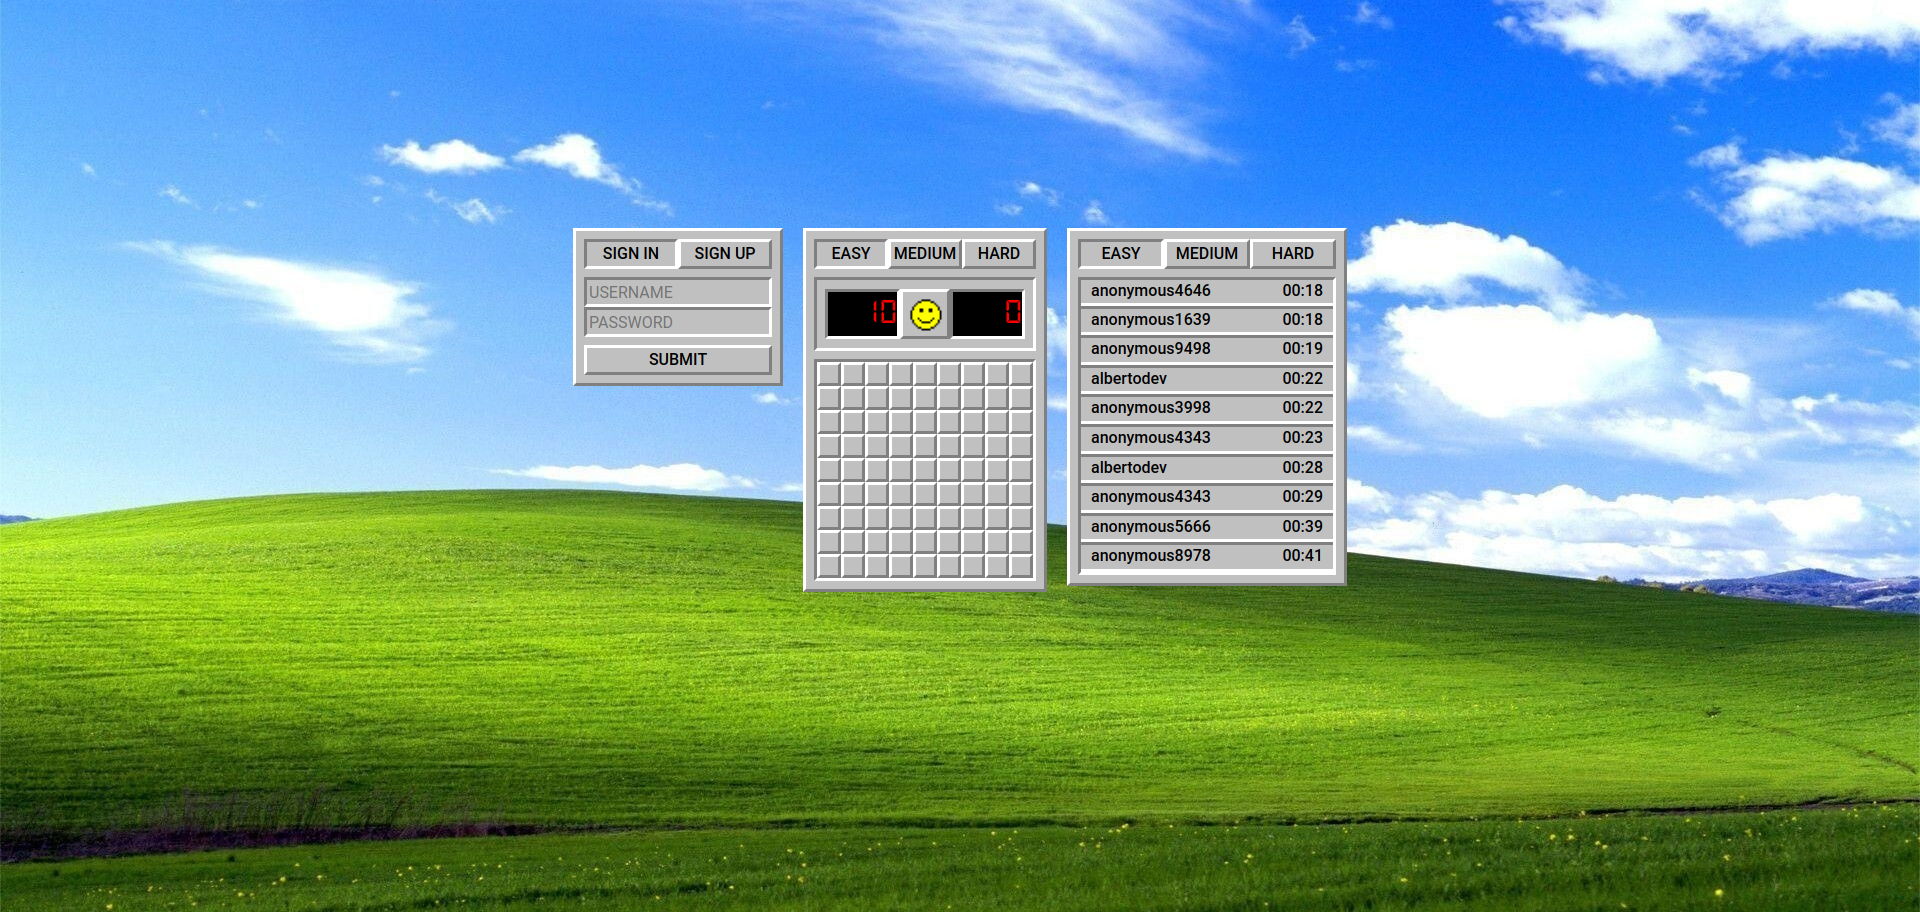 SIGN IN SIGN UP
USERNAME
PASSWORD
SUBMIT
EASY MEDIUM HARD
10 0
EASY MEDIUM HARD
anonymous4646 00:18
anonymous1639 00:18
anonymous9498 00:19
albertodev 00:22
anonymous3998 00:22
anonymous4343 00:23
albertodev 00:28
anonymous4343 00:29
anonymous5666 00:39
anonymous8978 00:41